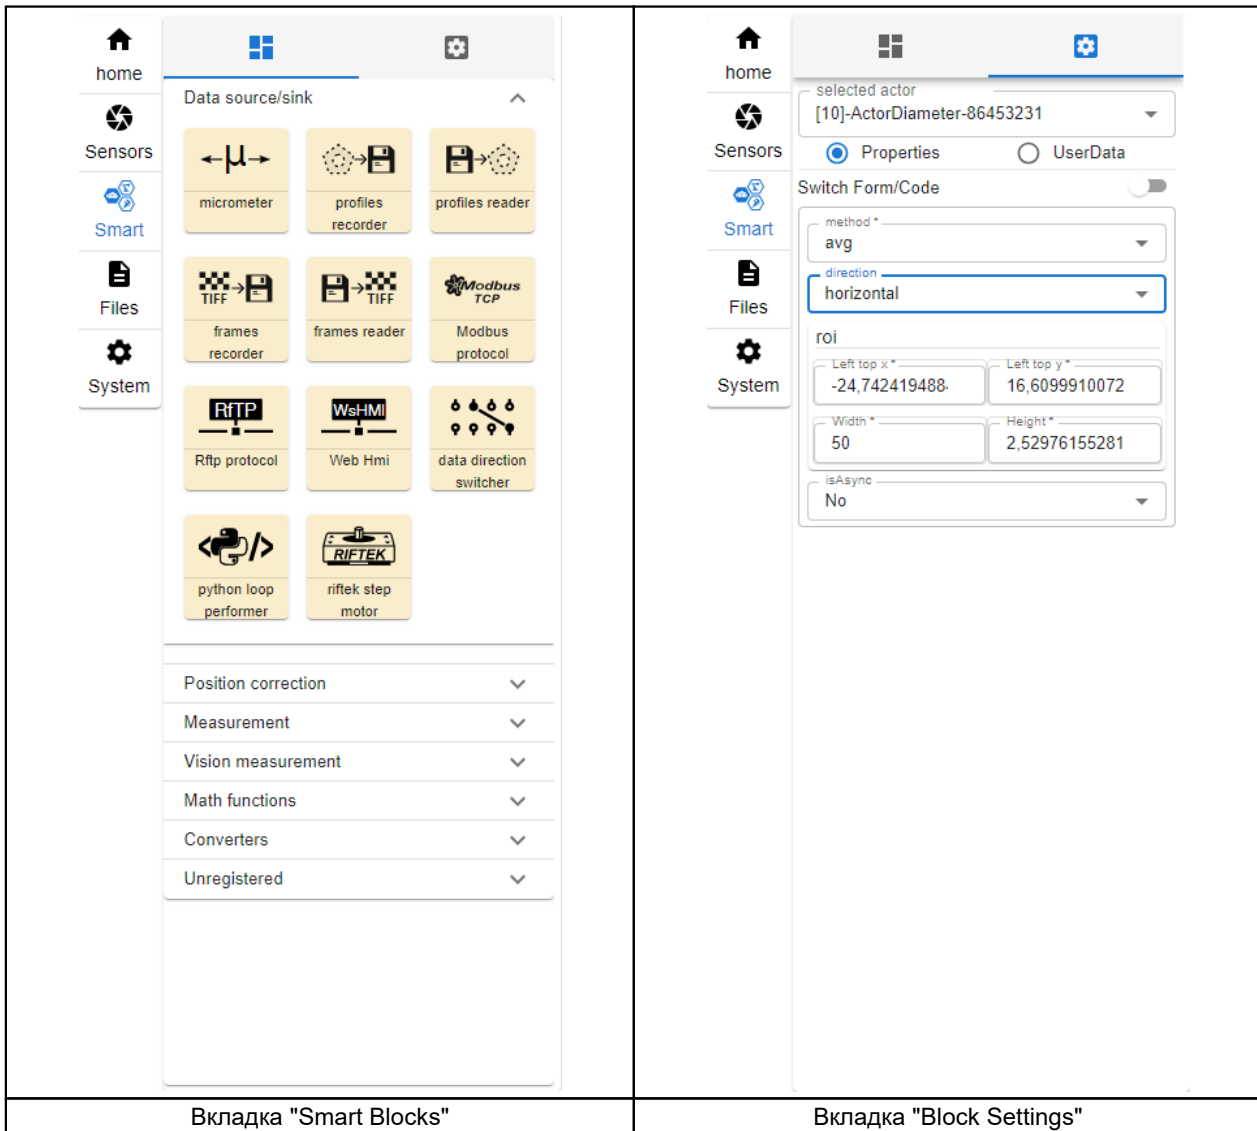 home
Sensors
Smart
Files
System
Data source/sink
←µ→
micrometer
profiles
recorder
profiles reader
TIFF
frames
recorder
TIFF
frames reader
Modbus
TCP
Modbus
protocol
RfTP
Rftp protocol
WsHMI
Web Hmi
data direction
switcher
</>
python loop
performer
RIFTEK
riftek step
motor
Position correction
Measurement
Vision measurement
Math functions
Converters
Unregistered
Вкладка "Smart Blocks"
home
Sensors
Smart
Files
System
selected actor
[10]-ActorDiameter-86453231
Properties UserData
Switch Form/Code
method *
avg
direction
horizontal
roi
Left top x * Left top y *
-24,742419488 16,6099910072
Width * Height *
50 2,52976155281
isAsync
No
Вкладка "Block Settings"